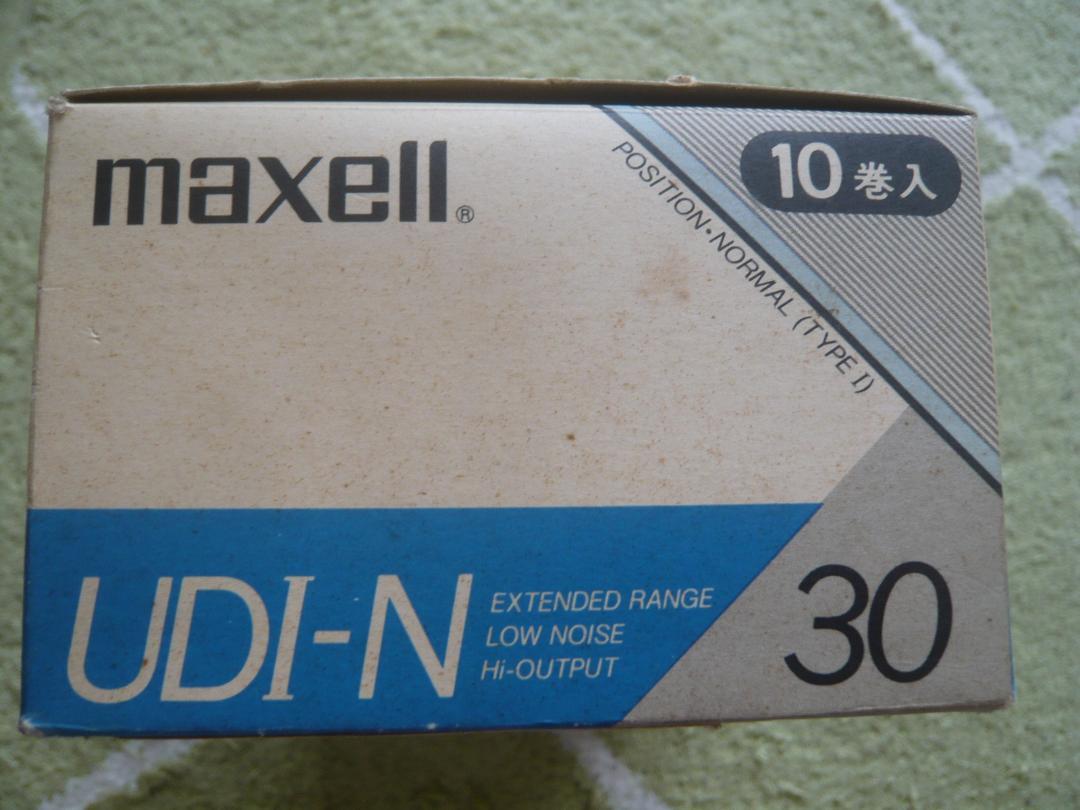 maxell®
10巻入
POSITION・NORMAL (TYPE I)
UDI-N
EXTENDED RANGE
LOW NOISE
Hi-OUTPUT
30